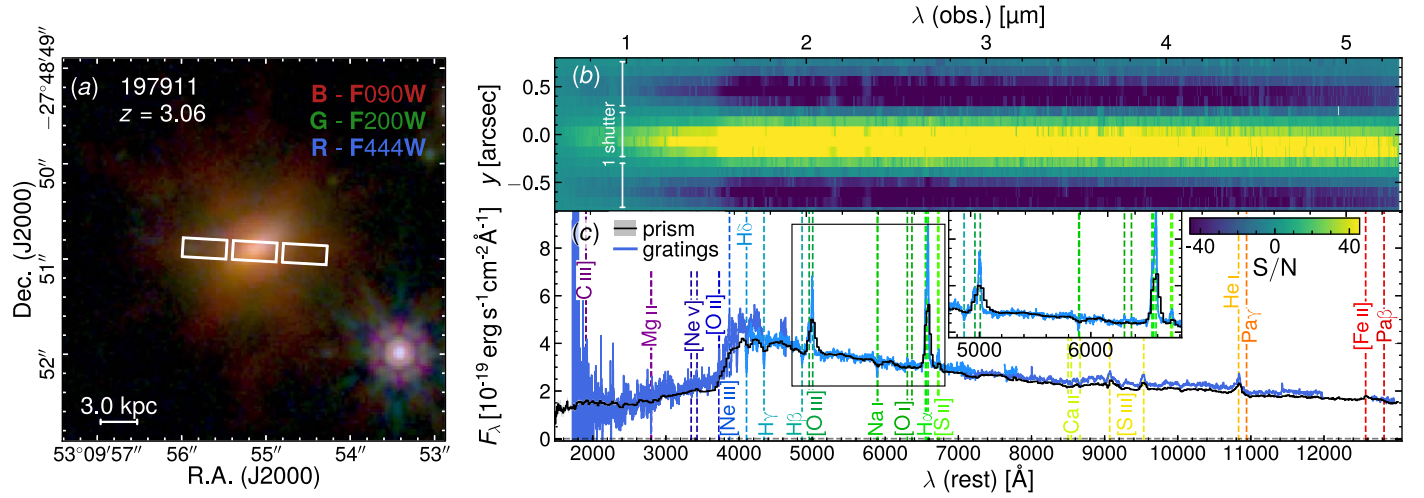 (a)
197911
z = 3.06
B - F090W
G - F200W
R - F444W
3.0 kpc
−27°48′49″
50″
51″
52″
Dec. (J2000)
53°09′57″ 56″ 55″ 54″ 53″
R.A. (J2000)
λ (obs.) [μm]
1 2 3 4 5
(b)
1 shutter
0.5
0.0
−0.5
y [arcsec]
(c)
prism
gratings
-40 0 40
S/N
5000 6000
C III]
Mg II
[Ne V]
[O II]
[Ne III]
Hδ
Hγ
Hβ
[O III]
Na I
[O I]
Hα
[S II]
Ca II
[S III]
He I
Paγ
[Fe II]
Paβ
8
6
4
2
0
Fλ [10⁻¹⁹ erg s⁻¹ cm⁻² Å⁻¹]
2000 3000 4000 5000 6000 7000 8000 9000 10000 11000 12000
λ (rest) [Å]